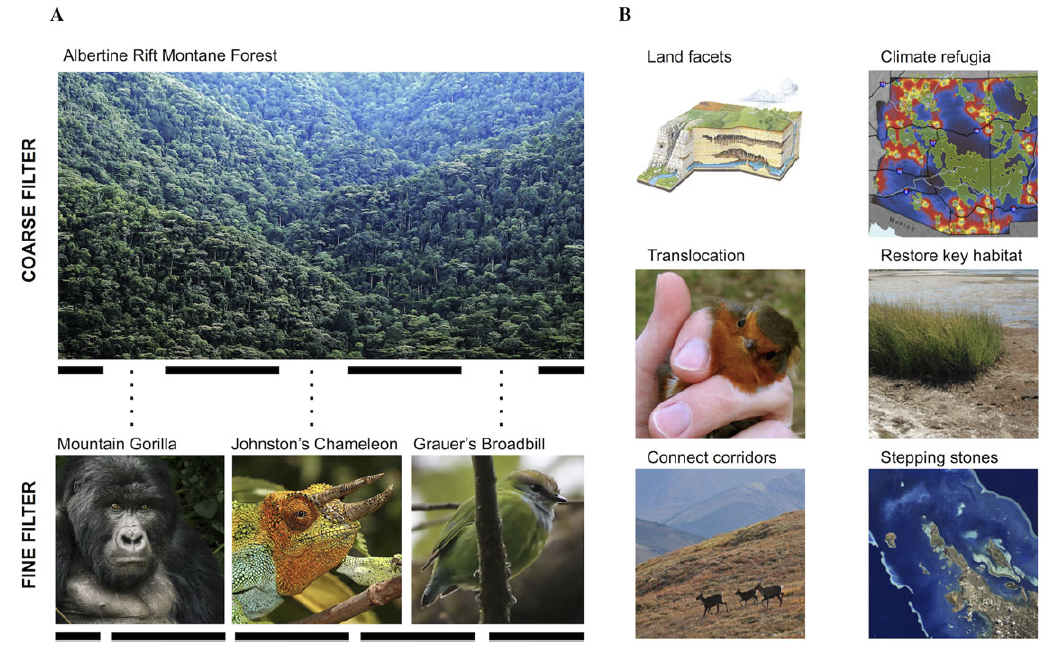 A
B
Albertine Rift Montane Forest
COARSE FILTER
Mountain Gorilla
Johnston's Chameleon
Grauer's Broadbill
FINE FILTER
Land facets
Climate refugia
Translocation
Restore key habitat
Connect corridors
Stepping stones